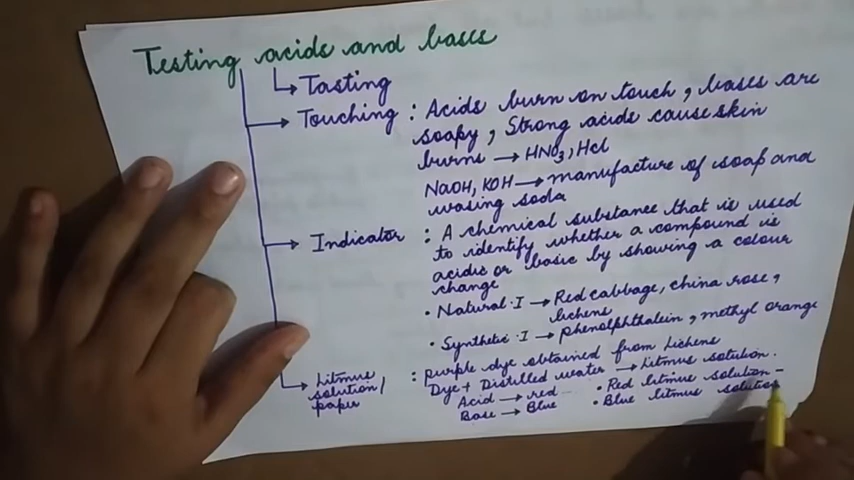 Testing acids and bases
Tasting
Touching : Acids burn on touch, bases are
soapy, Strong acids cause skin
burns → HNO3, Hcl
NaOH, KOH → manufacture of soap and
wasing soda
Indicator : A chemical substance that is used
to identify whether a compound is
acidic or basic by showing a colour
change
• Natural·I → Red cabbage, china rose,
lichens
• Synthetic·I → phenolphthalein, methyl orange
Litmus
solution/
paper
: purple dye obtained from Lichens
Dye + Distilled water → Litmus solution.
Acid → red
Base → Blue
• Red litmus solution -
• Blue litmus solution